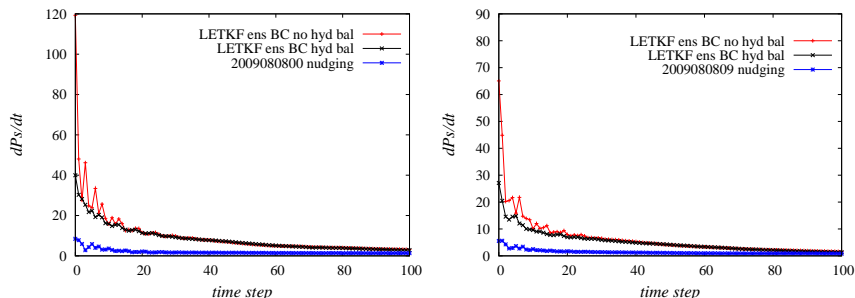 120
100
80
60
40
20
0
dPs/dt
LETKF ens BC no hyd bal
LETKF ens BC hyd bal
2009080800 nudging
0 20 40 60 80 100
time step
90
80
70
60
50
40
30
20
10
0
dPs/dt
LETKF ens BC no hyd bal
LETKF ens BC hyd bal
2009080809 nudging
0 20 40 60 80 100
time step